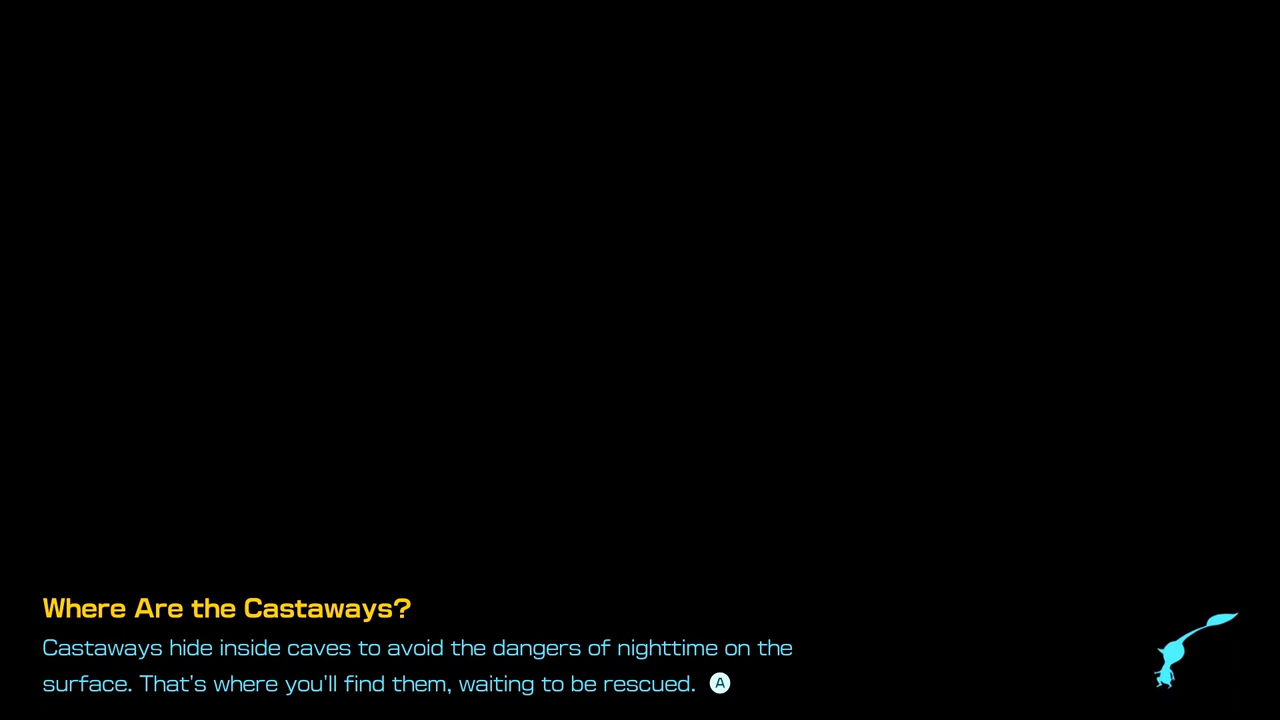 Where Are the Castaways?
Castaways hide inside caves to avoid the dangers of nighttime on the
surface. That's where you'll find them, waiting to be rescued. A